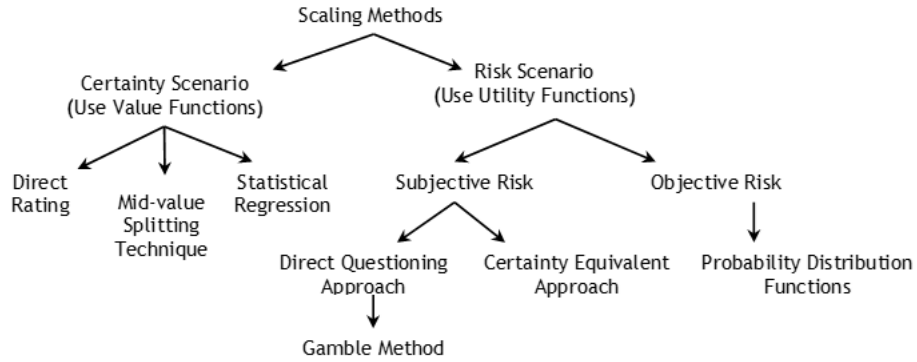 Scaling Methods
Certainty Scenario
(Use Value Functions)
Risk Scenario
(Use Utility Functions)
Direct
Rating
Mid-value
Splitting
Technique
Statistical
Regression
Subjective Risk
Objective Risk
Direct Questioning
Approach
Certainty Equivalent
Approach
Probability Distribution
Functions
Gamble Method